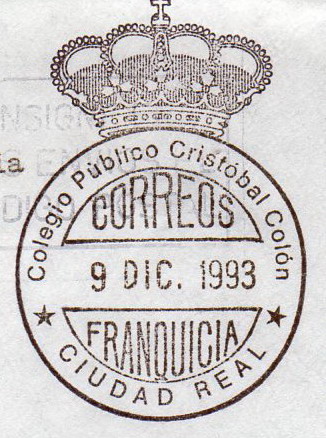 Colegio Público Cristóbal Colón
CORREOS
9 DIC. 1993
FRANQUICIA
CIUDAD REAL